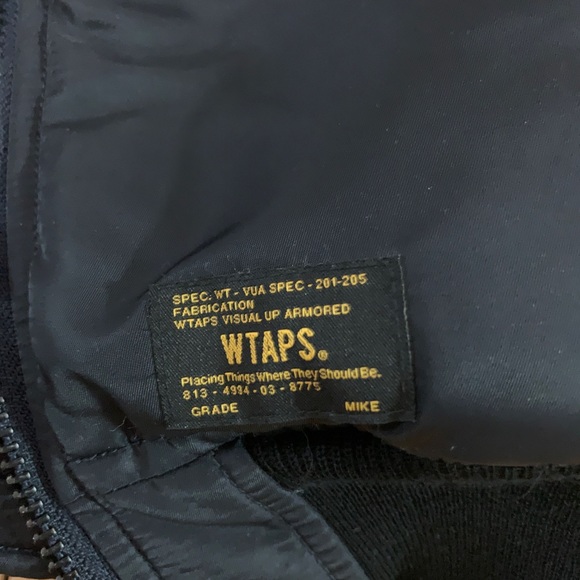 SPEC. WT - VUA SPEC - 201-205
FABRICATION
WTAPS VISUAL UP ARMORED
WTAPS®
Placing Things Where They Should Be.
813 - 4994 - 03 - 8775
GRADE MIKE